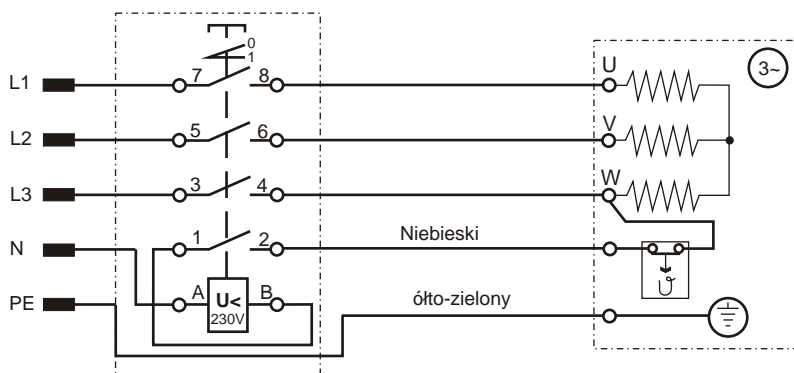 0
1
L1
7
8
U
3~
L2
5
6
V
L3
3
4
W
N
1
2
Niebieski
A
U<
B
230V
ϑ
PE
ółto-zielony